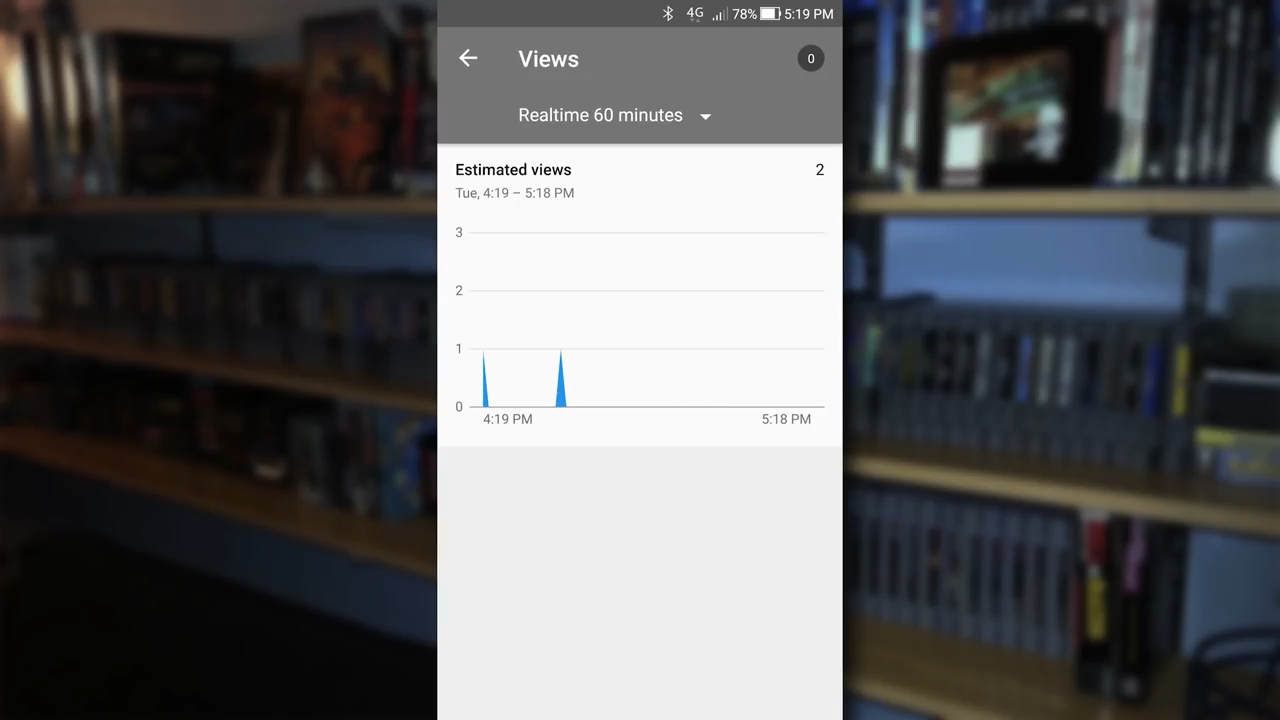 4G 78% 5:19 PM
Views 0
Realtime 60 minutes
Estimated views 2
Tue, 4:19 – 5:18 PM
3
2
1
0
4:19 PM 5:18 PM